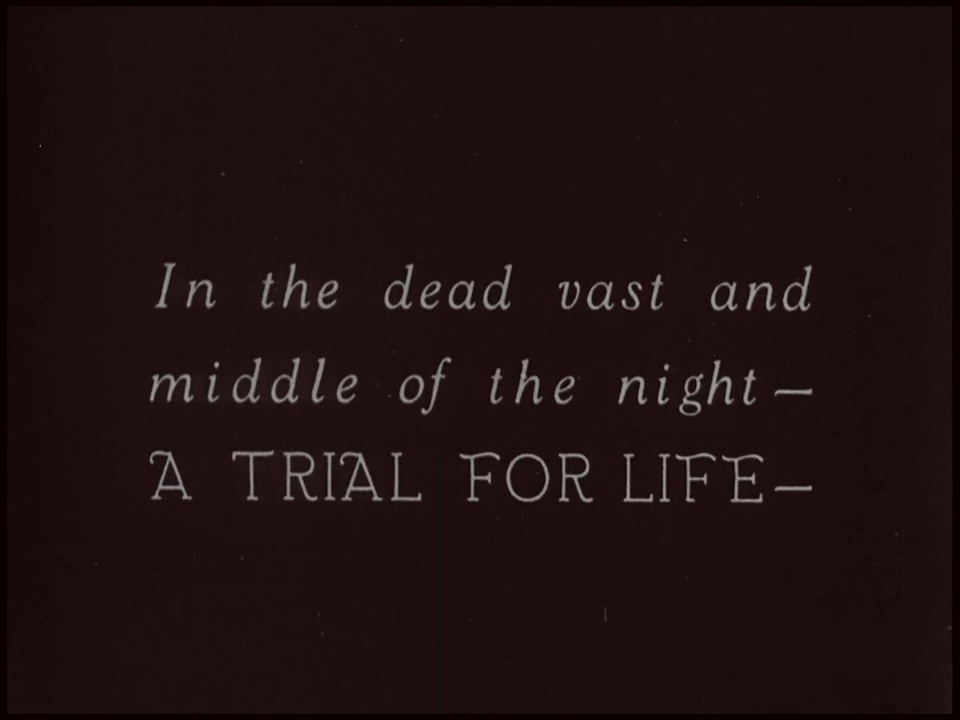 In the dead vast and
middle of the night—
A TRIAL FOR LIFE—